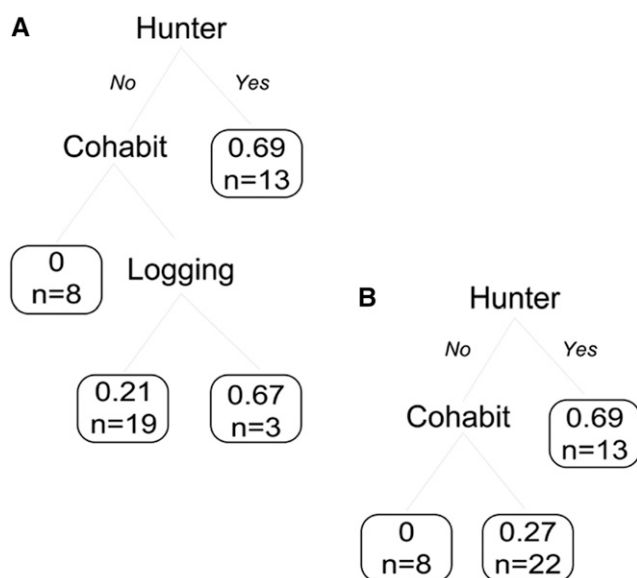 A
Hunter
No
Yes
Cohabit
0.69
n=13
0
n=8
Logging
0.21
n=19
0.67
n=3
B
Hunter
No
Yes
Cohabit
0.69
n=13
0
n=8
0.27
n=22